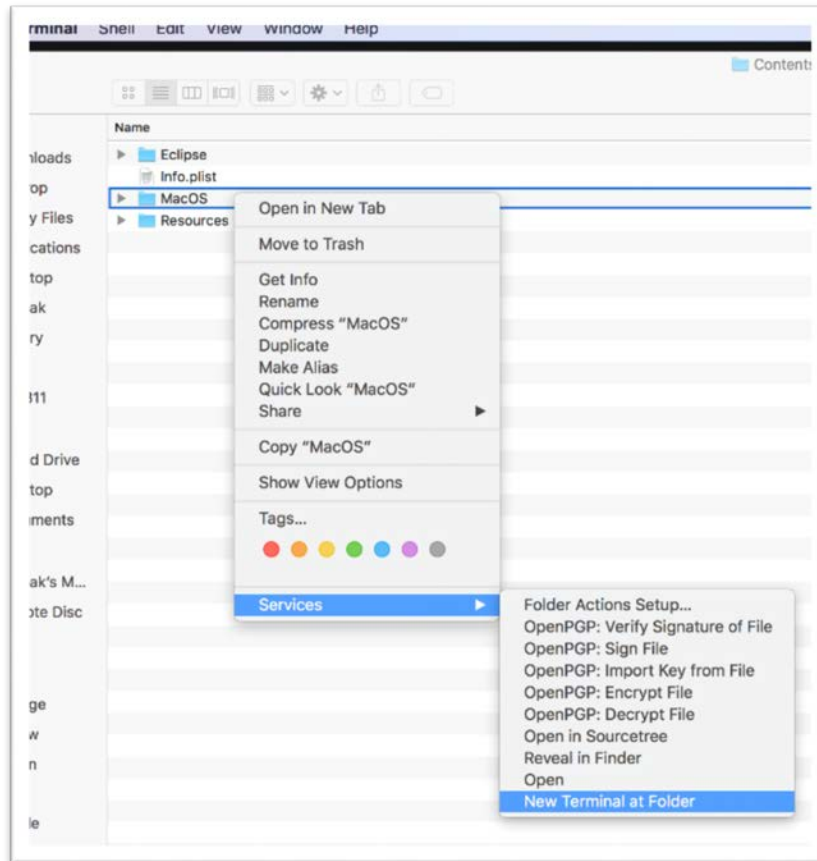 rminal Shell Edit View Window Help
Contents
Name
nloads
op
y Files
cations
top
ak
ry
311
d Drive
top
uments
ak's M...
ote Disc
ge
w
n
le
Eclipse
Info.plist
MacOS
Resources
Open in New Tab
Move to Trash
Get Info
Rename
Compress “MacOS”
Duplicate
Make Alias
Quick Look “MacOS”
Share
Copy “MacOS”
Show View Options
Tags...
Services
Folder Actions Setup...
OpenPGP: Verify Signature of File
OpenPGP: Sign File
OpenPGP: Import Key from File
OpenPGP: Encrypt File
OpenPGP: Decrypt File
Open in Sourcetree
Reveal in Finder
Open
New Terminal at Folder